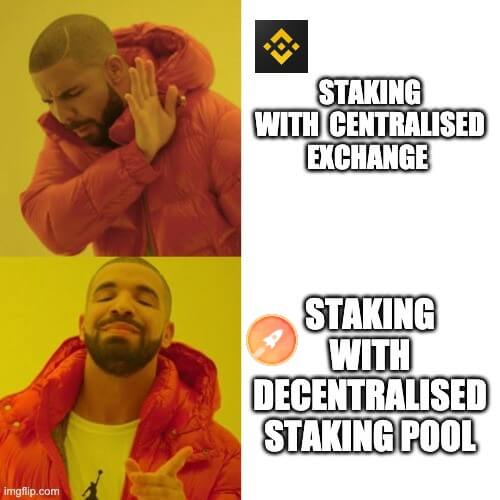 STAKING
WITH CENTRALISED
EXCHANGE
STAKING
WITH
DECENTRALISED
STAKING POOL
imgflip.com